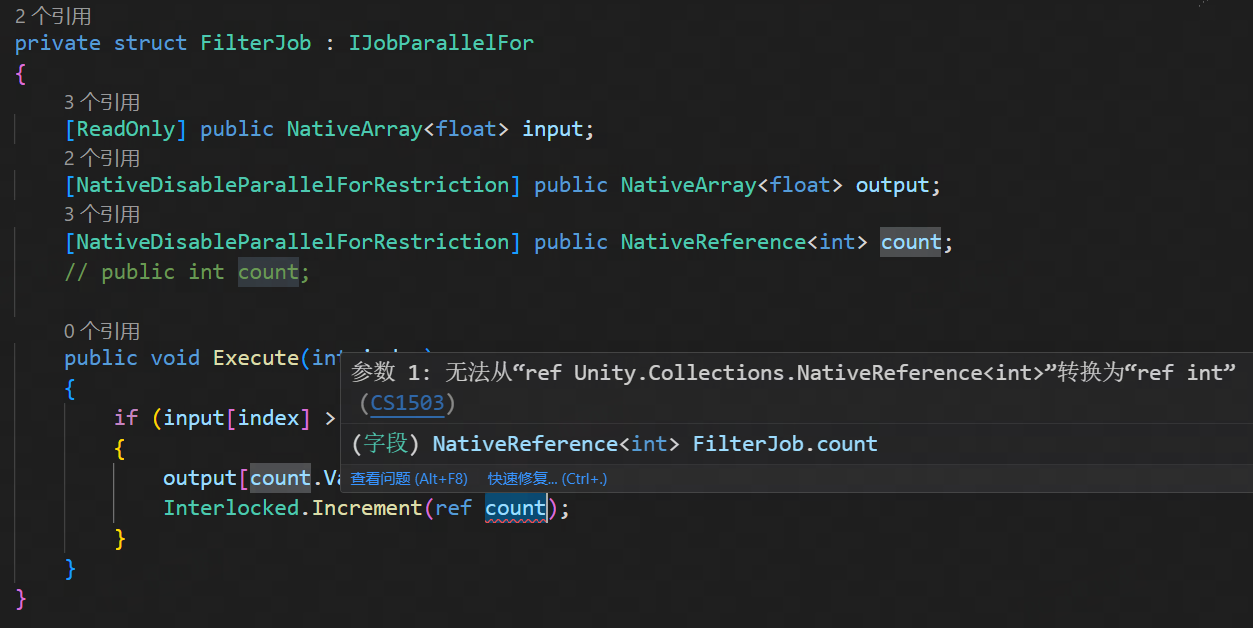 2 个引用
private struct FilterJob : IJobParallelFor
{
3 个引用
[ReadOnly] public NativeArray<float> input;
2 个引用
[NativeDisableParallelForRestriction] public NativeArray<float> output;
3 个引用
[NativeDisableParallelForRestriction] public NativeReference<int> count;
// public int count;
0 个引用
public void Execute(int
{
if (input[index] >
{
output[count.Va
Interlocked.Increment(ref count);
}
}
}
参数 1: 无法从“ref Unity.Collections.NativeReference<int>”转换为“ref int”
(CS1503)
(字段) NativeReference<int> FilterJob.count
查看问题 (Alt+F8) 快速修复... (Ctrl+.)